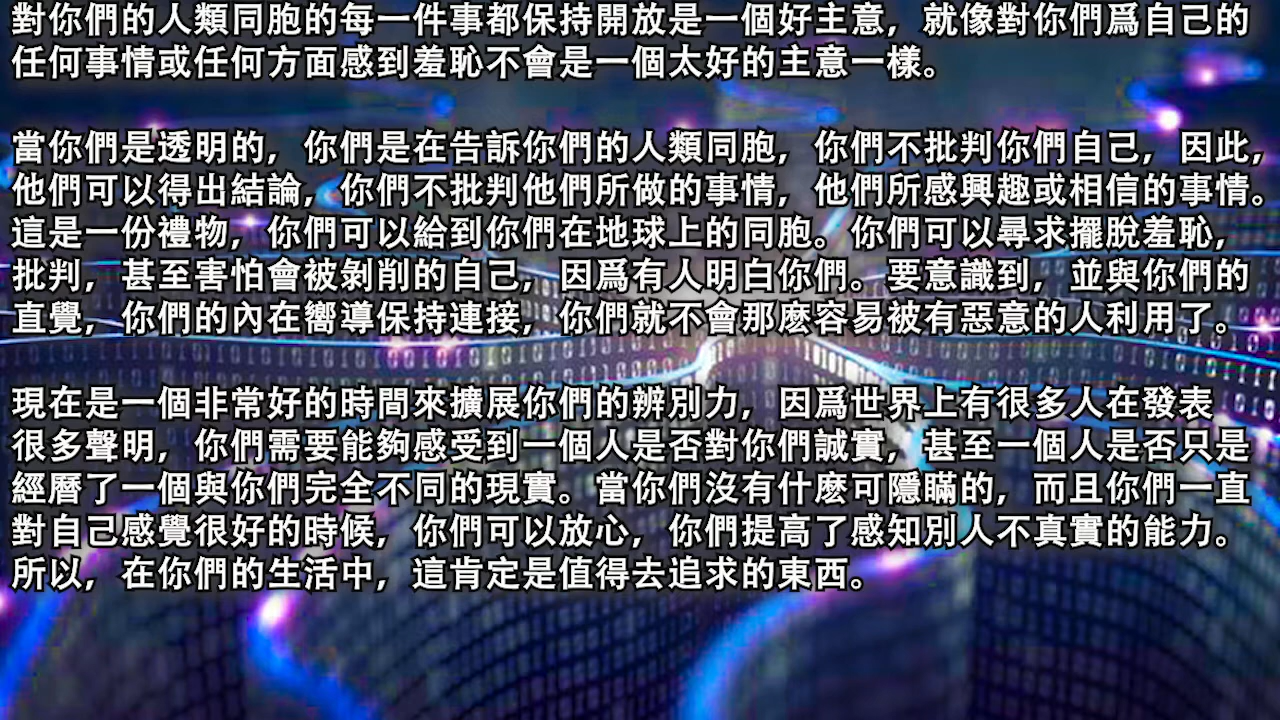 對你們的人類同胞的每一件事都保持開放是一個好主意，就像對你們爲自己的
任何事情或任何方面感到羞恥不會是一個太好的主意一樣。
當你們是透明的，你們是在告訴你們的人類同胞，你們不批判你們自己，因此，
他們可以得出結論，你們不批判他們所做的事情，他們所感興趣或相信的事情。
這是一份禮物，你們可以給到你們在地球上的同胞。你們可以尋求擺脫羞恥，
批判，甚至害怕會被剝削的自己，因爲有人明白你們。要意識到，並與你們的
直覺，你們的內在嚮導保持連接，你們就不會那麽容易被有惡意的人利用了。
現在是一個非常好的時間來擴展你們的辨別力，因爲世界上有很多人在發表
很多聲明，你們需要能夠感受到一個人是否對你們誠實，甚至一個人是否只是
經曆了一個與你們完全不同的現實。當你們沒有什麽可隱瞞的，而且你們一直
對自己感覺很好的時候，你們可以放心，你們提高了感知別人不真實的能力。
所以，在你們的生活中，這肯定是值得去追求的東西。